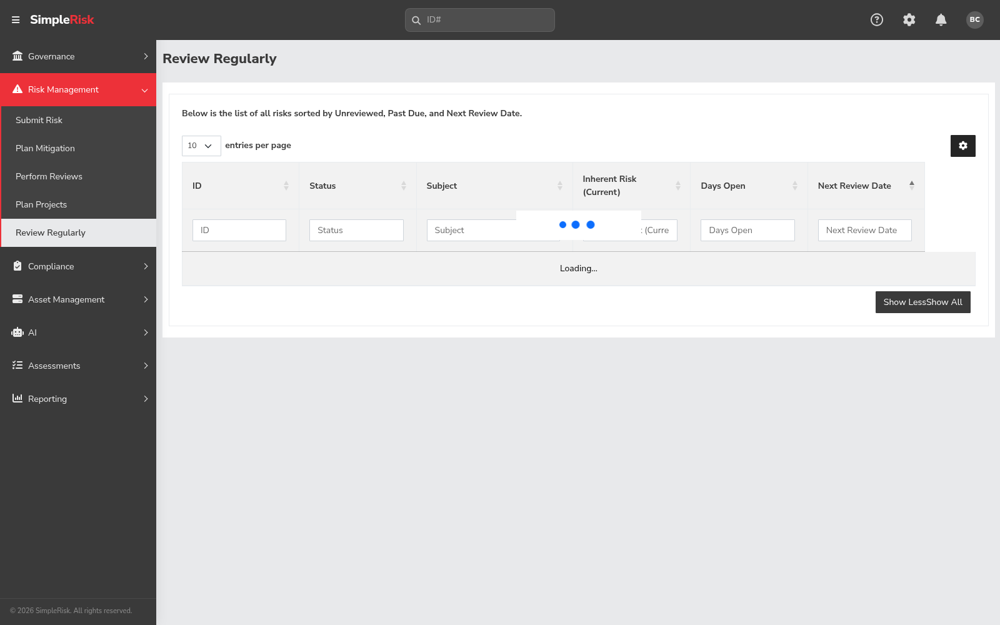 SimpleRisk
ID#
BC
Governance
Risk Management
Submit Risk
Plan Mitigation
Perform Reviews
Plan Projects
Review Regularly
Compliance
Asset Management
AI
Assessments
Reporting
© 2026 SimpleRisk. All rights reserved.
Review Regularly
Below is the list of all risks sorted by Unreviewed, Past Due, and Next Review Date.
10 entries per page
ID
Status
Subject
Inherent Risk
(Current)
Days Open
Next Review Date
ID
Status
Subject
(Curre
Days Open
Next Review Date
Loading...
Show LessShow All